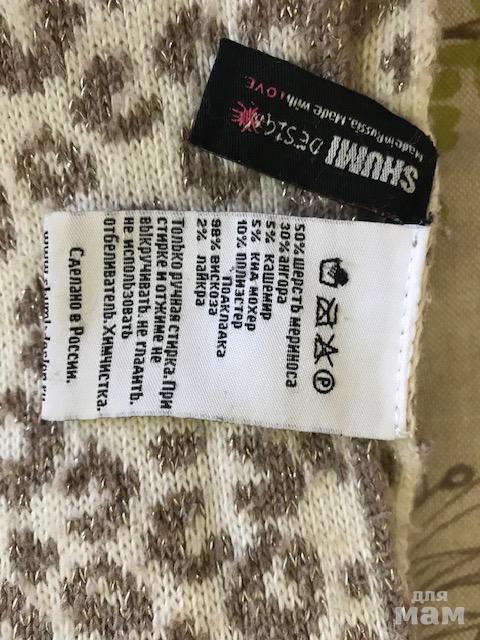 SHUMI
DESIGN
Made in Russia. Made with LOVE.
50% шерсть мериноса
30% ангора
5% кашемир
5% кид мохер
10% полиэстер
Подкладка
98% вискоза
2% лайкра
Только ручная стирка. При
стирке и отжиме не
выкручивать, не гладить.
не использовать
отбеливатель. Химчистка.
Сделано в России.
для
мам